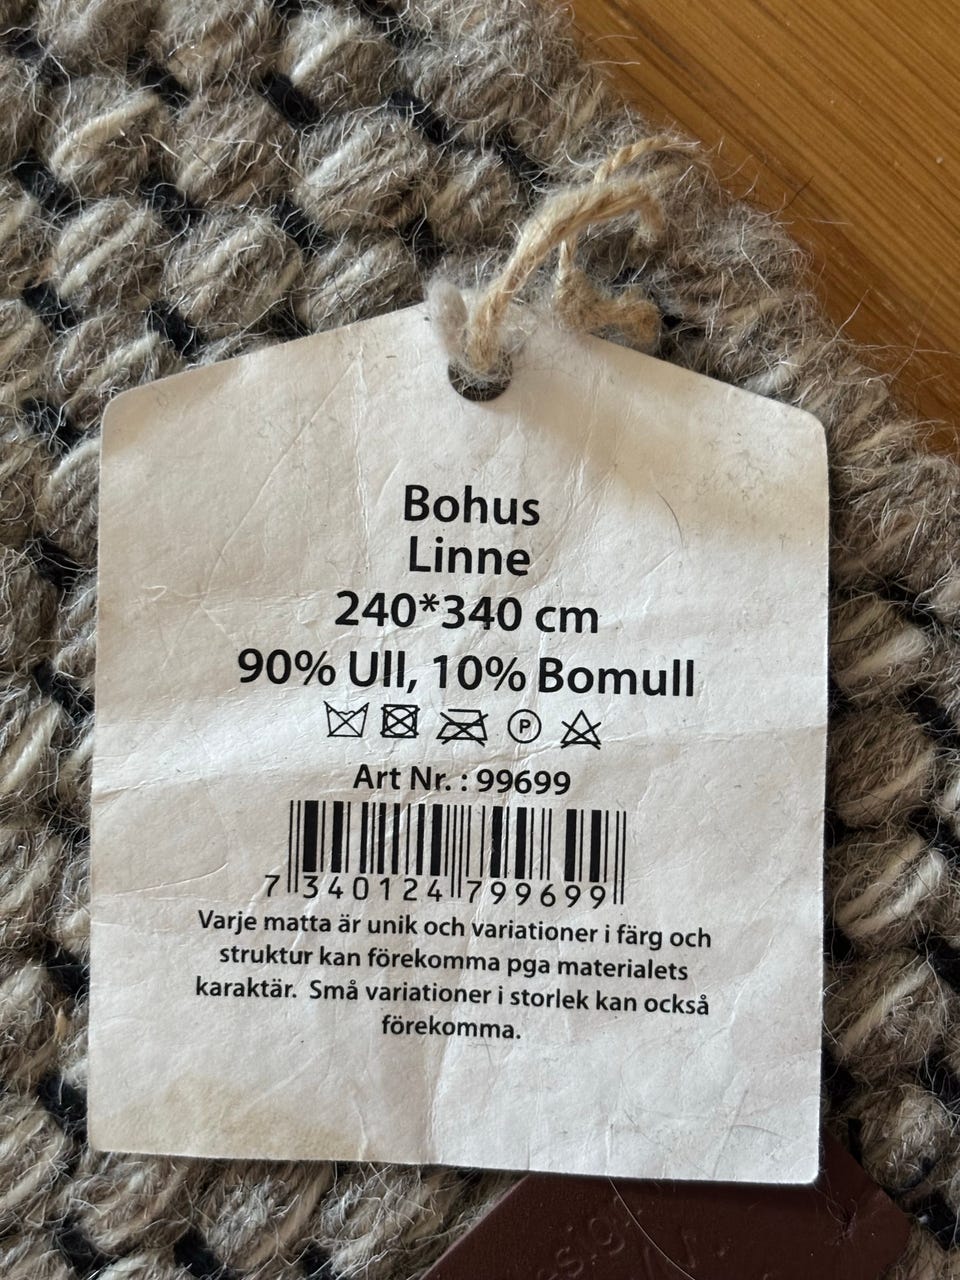 Bohus
Linne
240*340 cm
90% Ull, 10% Bomull
P
Art Nr. : 99699
7 340124 799699
Varje matta är unik och variationer i färg och
struktur kan förekomma pga materialets
karaktär. Små variationer i storlek kan också
förekomma.